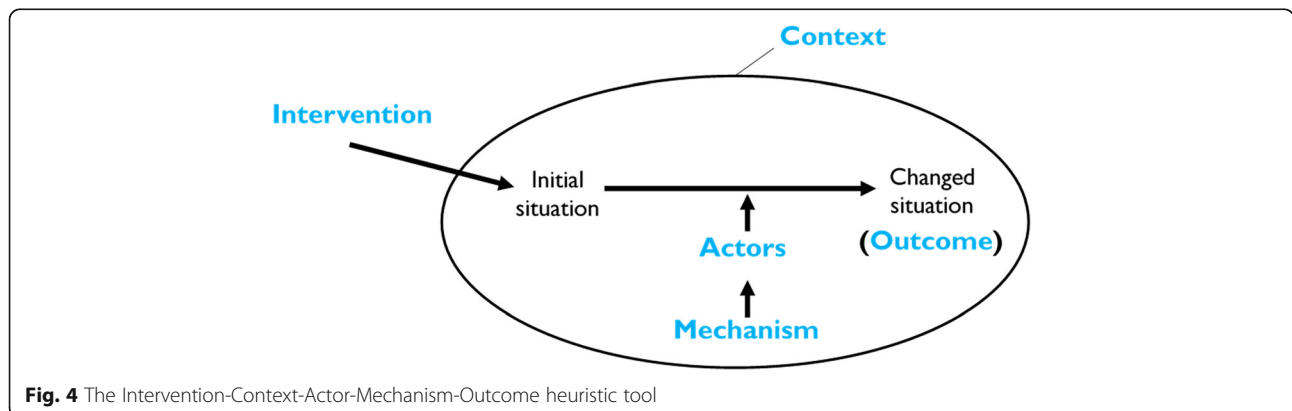 Context
Intervention
Initial
situation
Changed
situation
(Outcome)
Actors
Mechanism
Fig. 4 The Intervention-Context-Actor-Mechanism-Outcome heuristic tool